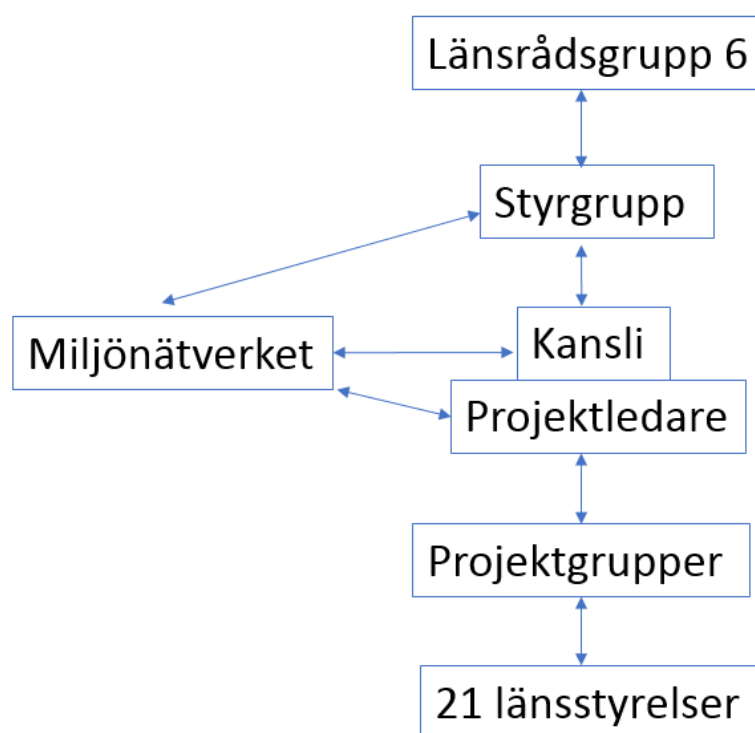 Länsrådsgrupp 6
Styrgrupp
Miljönätverket
Kansli
Projektledare
Projektgrupper
21 länsstyrelser